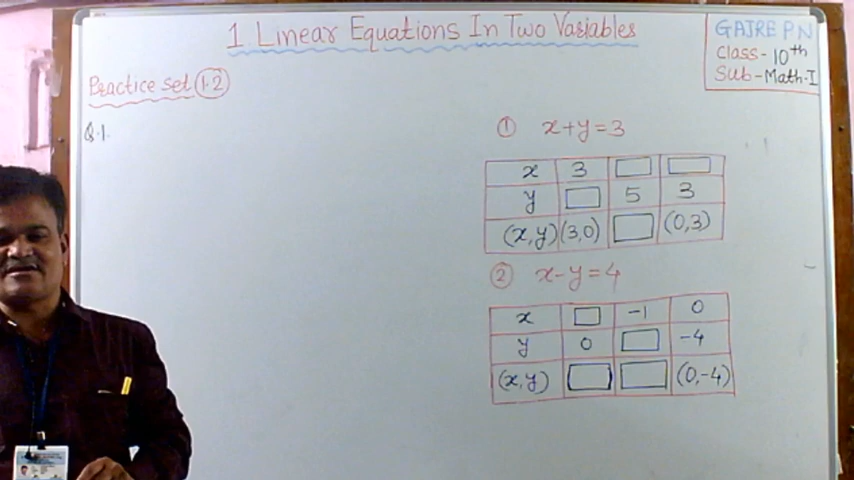 1 Linear Equations In Two Variables
GAJRE P N
Class - 10th
Sub - Math-I
Practice set 1.2
Q.1.
① x+y=3
x 3
y 5 3
(x,y) (3,0) (0,3)
② x-y=4
x -1 0
y 0 -4
(x,y) (0,-4)